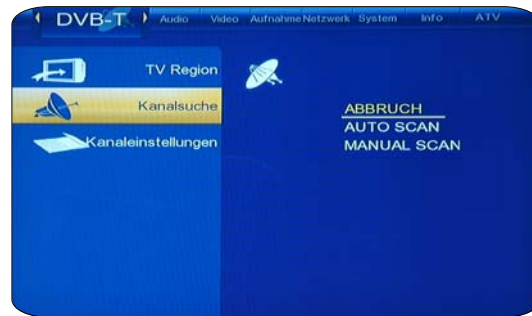 DVB-T Audio Video Aufnahme Netzwerk System Info ATV
TV Region
Kanalsuche
Kanaleinstellungen
ABBRUCH
AUTO SCAN
MANUAL SCAN